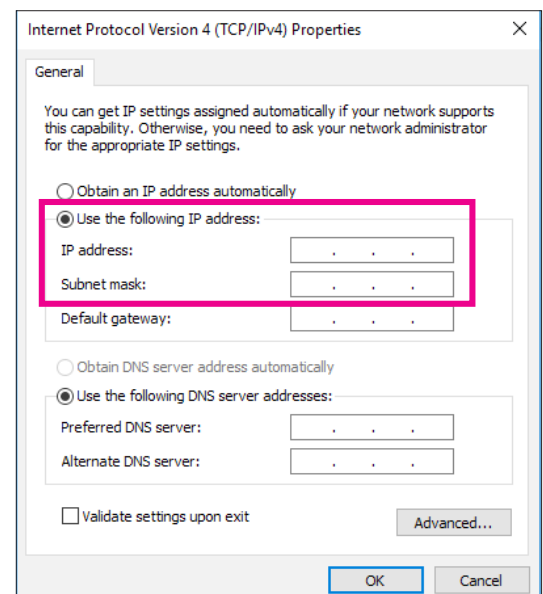 Internet Protocol Version 4 (TCP/IPv4) Properties
General
You can get IP settings assigned automatically if your network supports
this capability. Otherwise, you need to ask your network administrator
for the appropriate IP settings.
Obtain an IP address automatically
Use the following IP address:
IP address: . . .
Subnet mask: . . .
Default gateway: . . .
Obtain DNS server address automatically
Use the following DNS server addresses:
Preferred DNS server: . . .
Alternate DNS server: . . .
Validate settings upon exit
Advanced...
OK Cancel